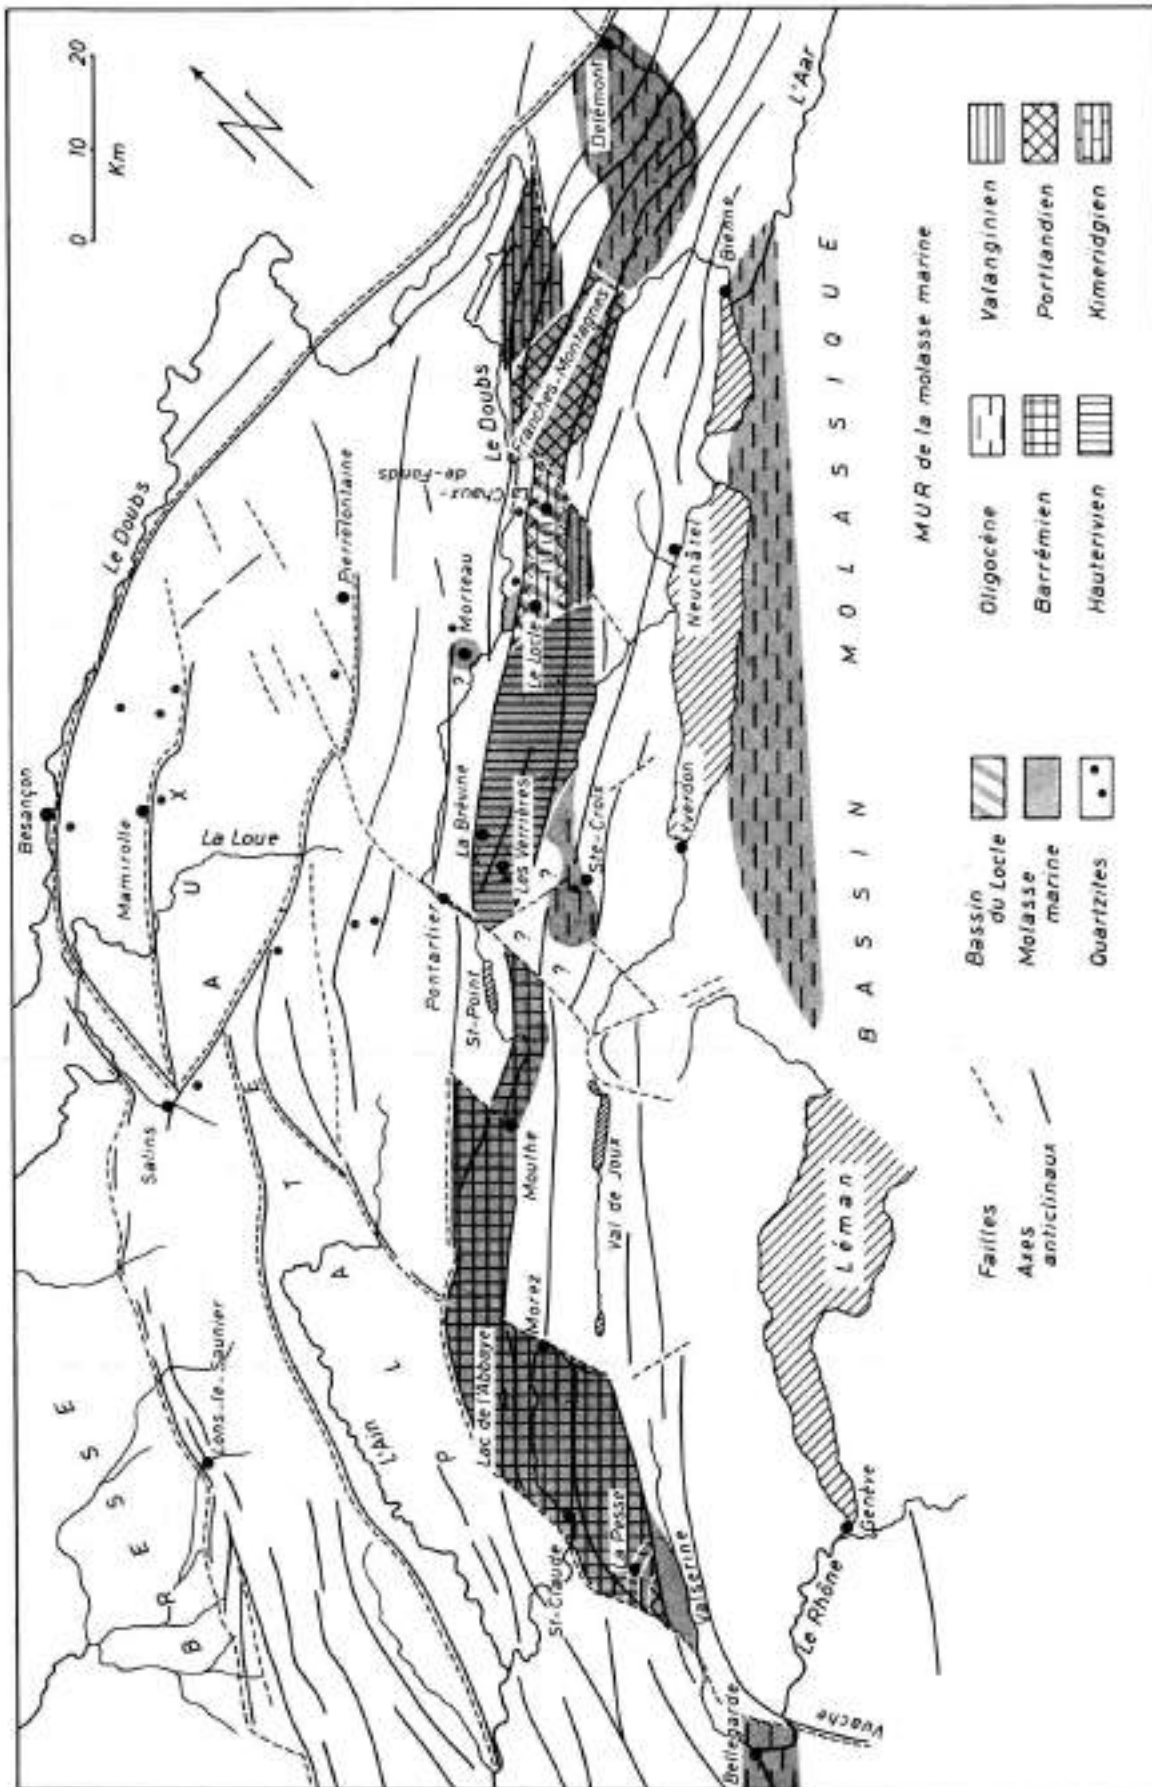 0 10 20
Km
Besançon
Le Doubs
Mamirolle
La Loue
Salins
Pierrefontaine
Lons-le-Saunier
B R E S S E
P L A T E A U X
L'Ain
Pontarlier
St-Point
Morteau
?
Le Doubs
La Chaux-
de-Fonds
Franches-Montagnes
Delémont
La Brévine
Les Verrières
Le Locle
?
?
?
Ste-Croix
Mouthe
Morez
Lac de l'Abbaye
St-Claude
La Pesse
Valserine
Val de Joux
Yverdon
Neuchâtel
Bienne
L'Aar
Léman
Genève
Le Rhône
Bellegarde
Vuache
BASSIN MOLASSIQUE
MUR de la molasse marine
Failles
Axes
anticlinaux
Bassin
du Locle
Molasse
marine
Quartzites
Oligocène
Barrémien
Hauterivien
Valanginien
Portlandien
Kimeridgien